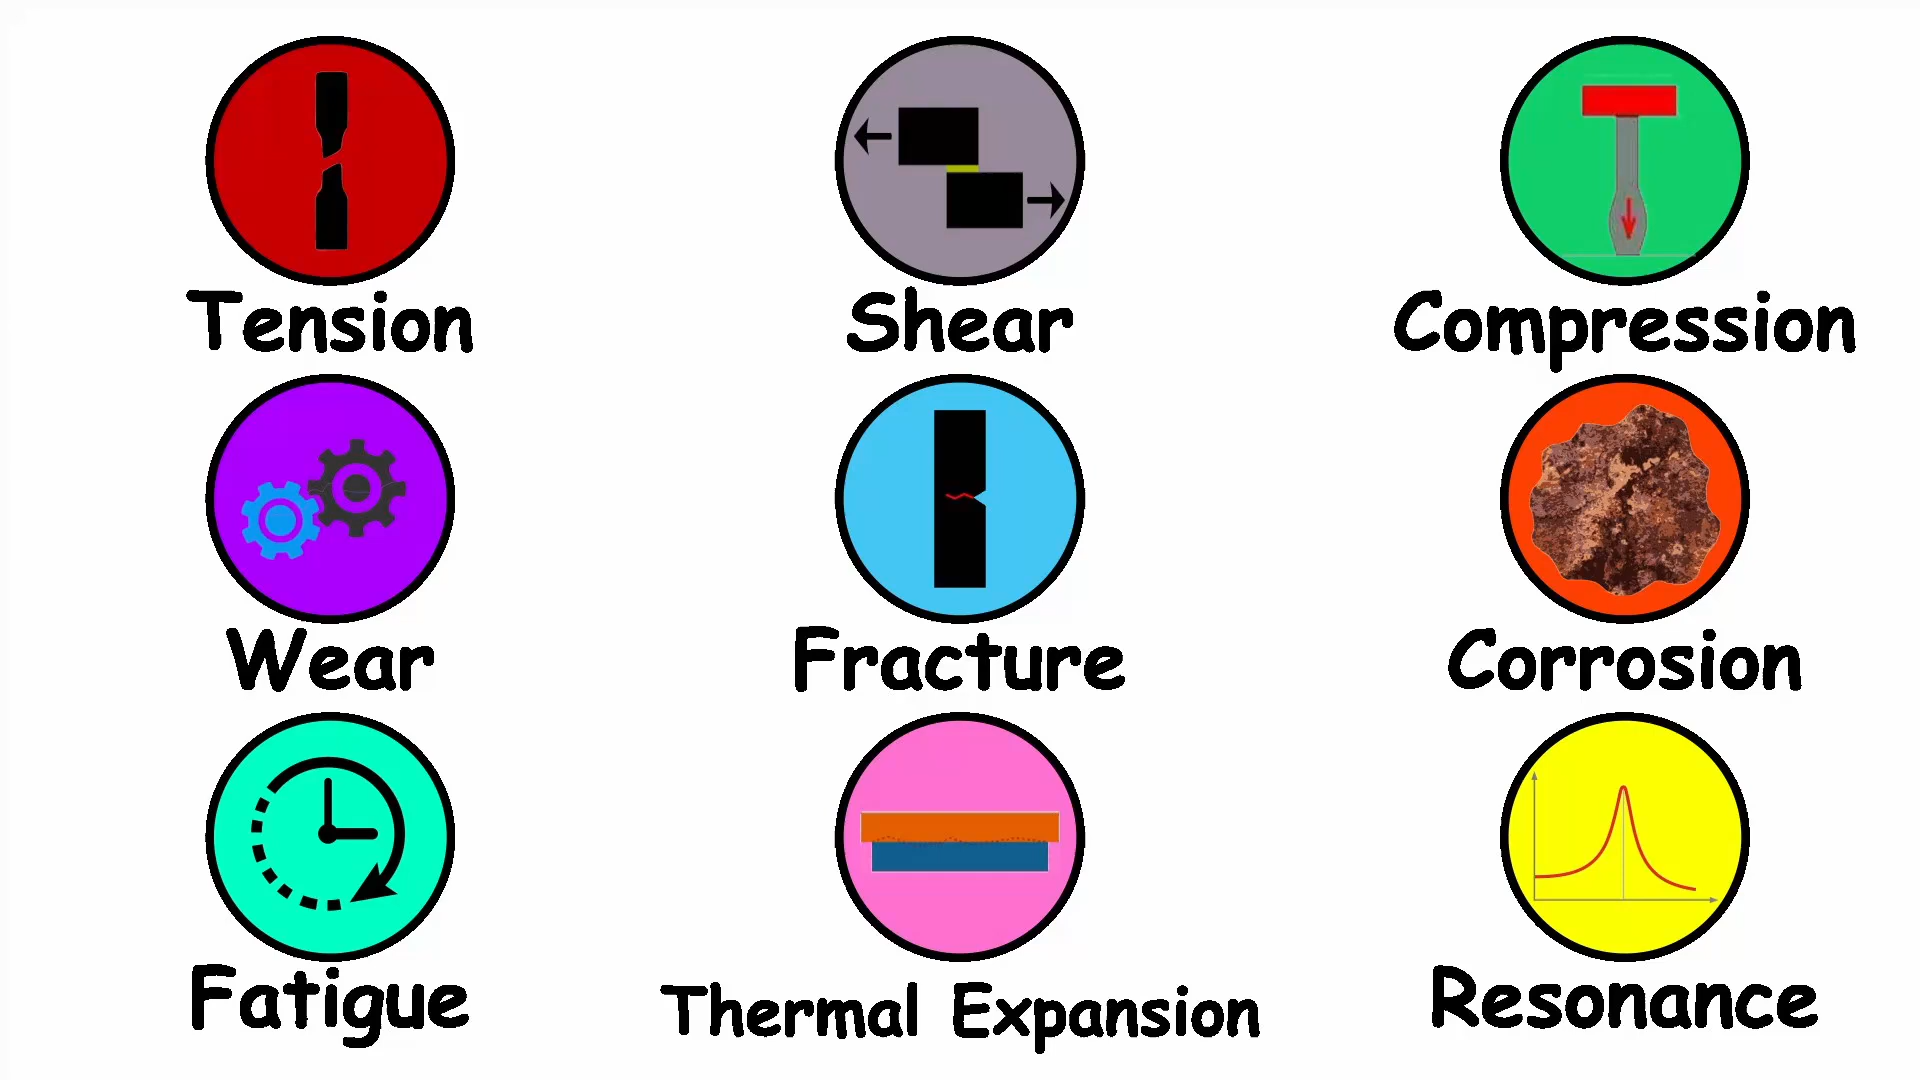 Tension
Shear
Compression
Wear
Fracture
Corrosion
Fatigue
Thermal Expansion
Resonance